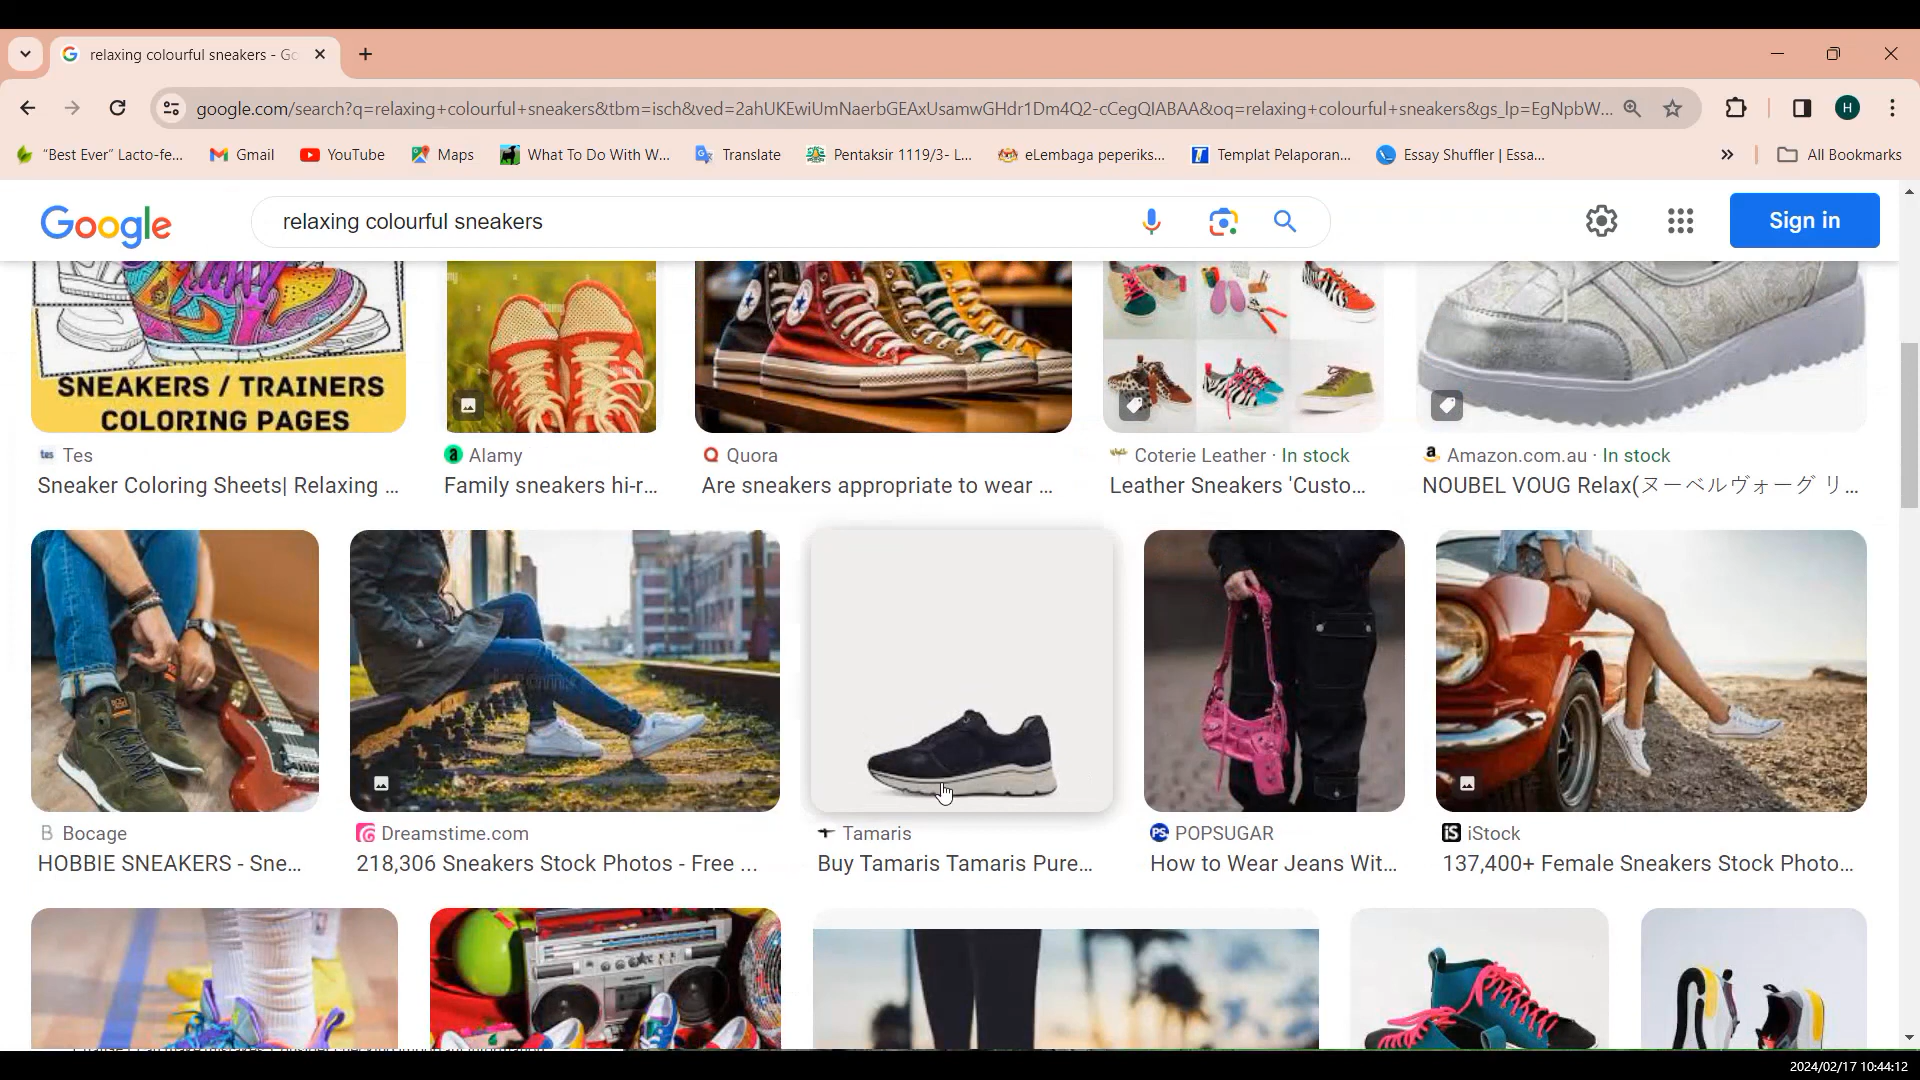 relaxing colourful sneakers - Go
google.com/search?q=relaxing+colourful+sneakers&tbm=isch&ved=2ahUKEwiUmNaerbGEAxUsamwGHdr1Dm4Q2-cCegQIABAA&oq=relaxing+colourful+sneakers&gs_lp=EgNpbW...
H
"Best Ever" Lacto-fe...
Gmail
YouTube
Maps
What To Do With W...
Translate
Pentaksir 1119/3- L...
eLembaga peperiks...
Templat Pelaporan...
Essay Shuffler | Essa...
All Bookmarks
Google
relaxing colourful sneakers
Sign in
SNEAKERS / TRAINERS
COLORING PAGES
Tes
Sneaker Coloring Sheets| Relaxing ...
Alamy
Family sneakers hi-r...
Quora
Are sneakers appropriate to wear ...
Coterie Leather · In stock
Leather Sneakers 'Custo...
Amazon.com.au · In stock
NOUBEL VOUG Relax(ヌーベルヴォーグ リ...
B Bocage
HOBBIE SNEAKERS - Sne...
Dreamstime.com
218,306 Sneakers Stock Photos - Free ...
Tamaris
Buy Tamaris Tamaris Pure...
PS POPSUGAR
How to Wear Jeans Wit...
iS iStock
137,400+ Female Sneakers Stock Photo...
2024/02/17 10:44:12